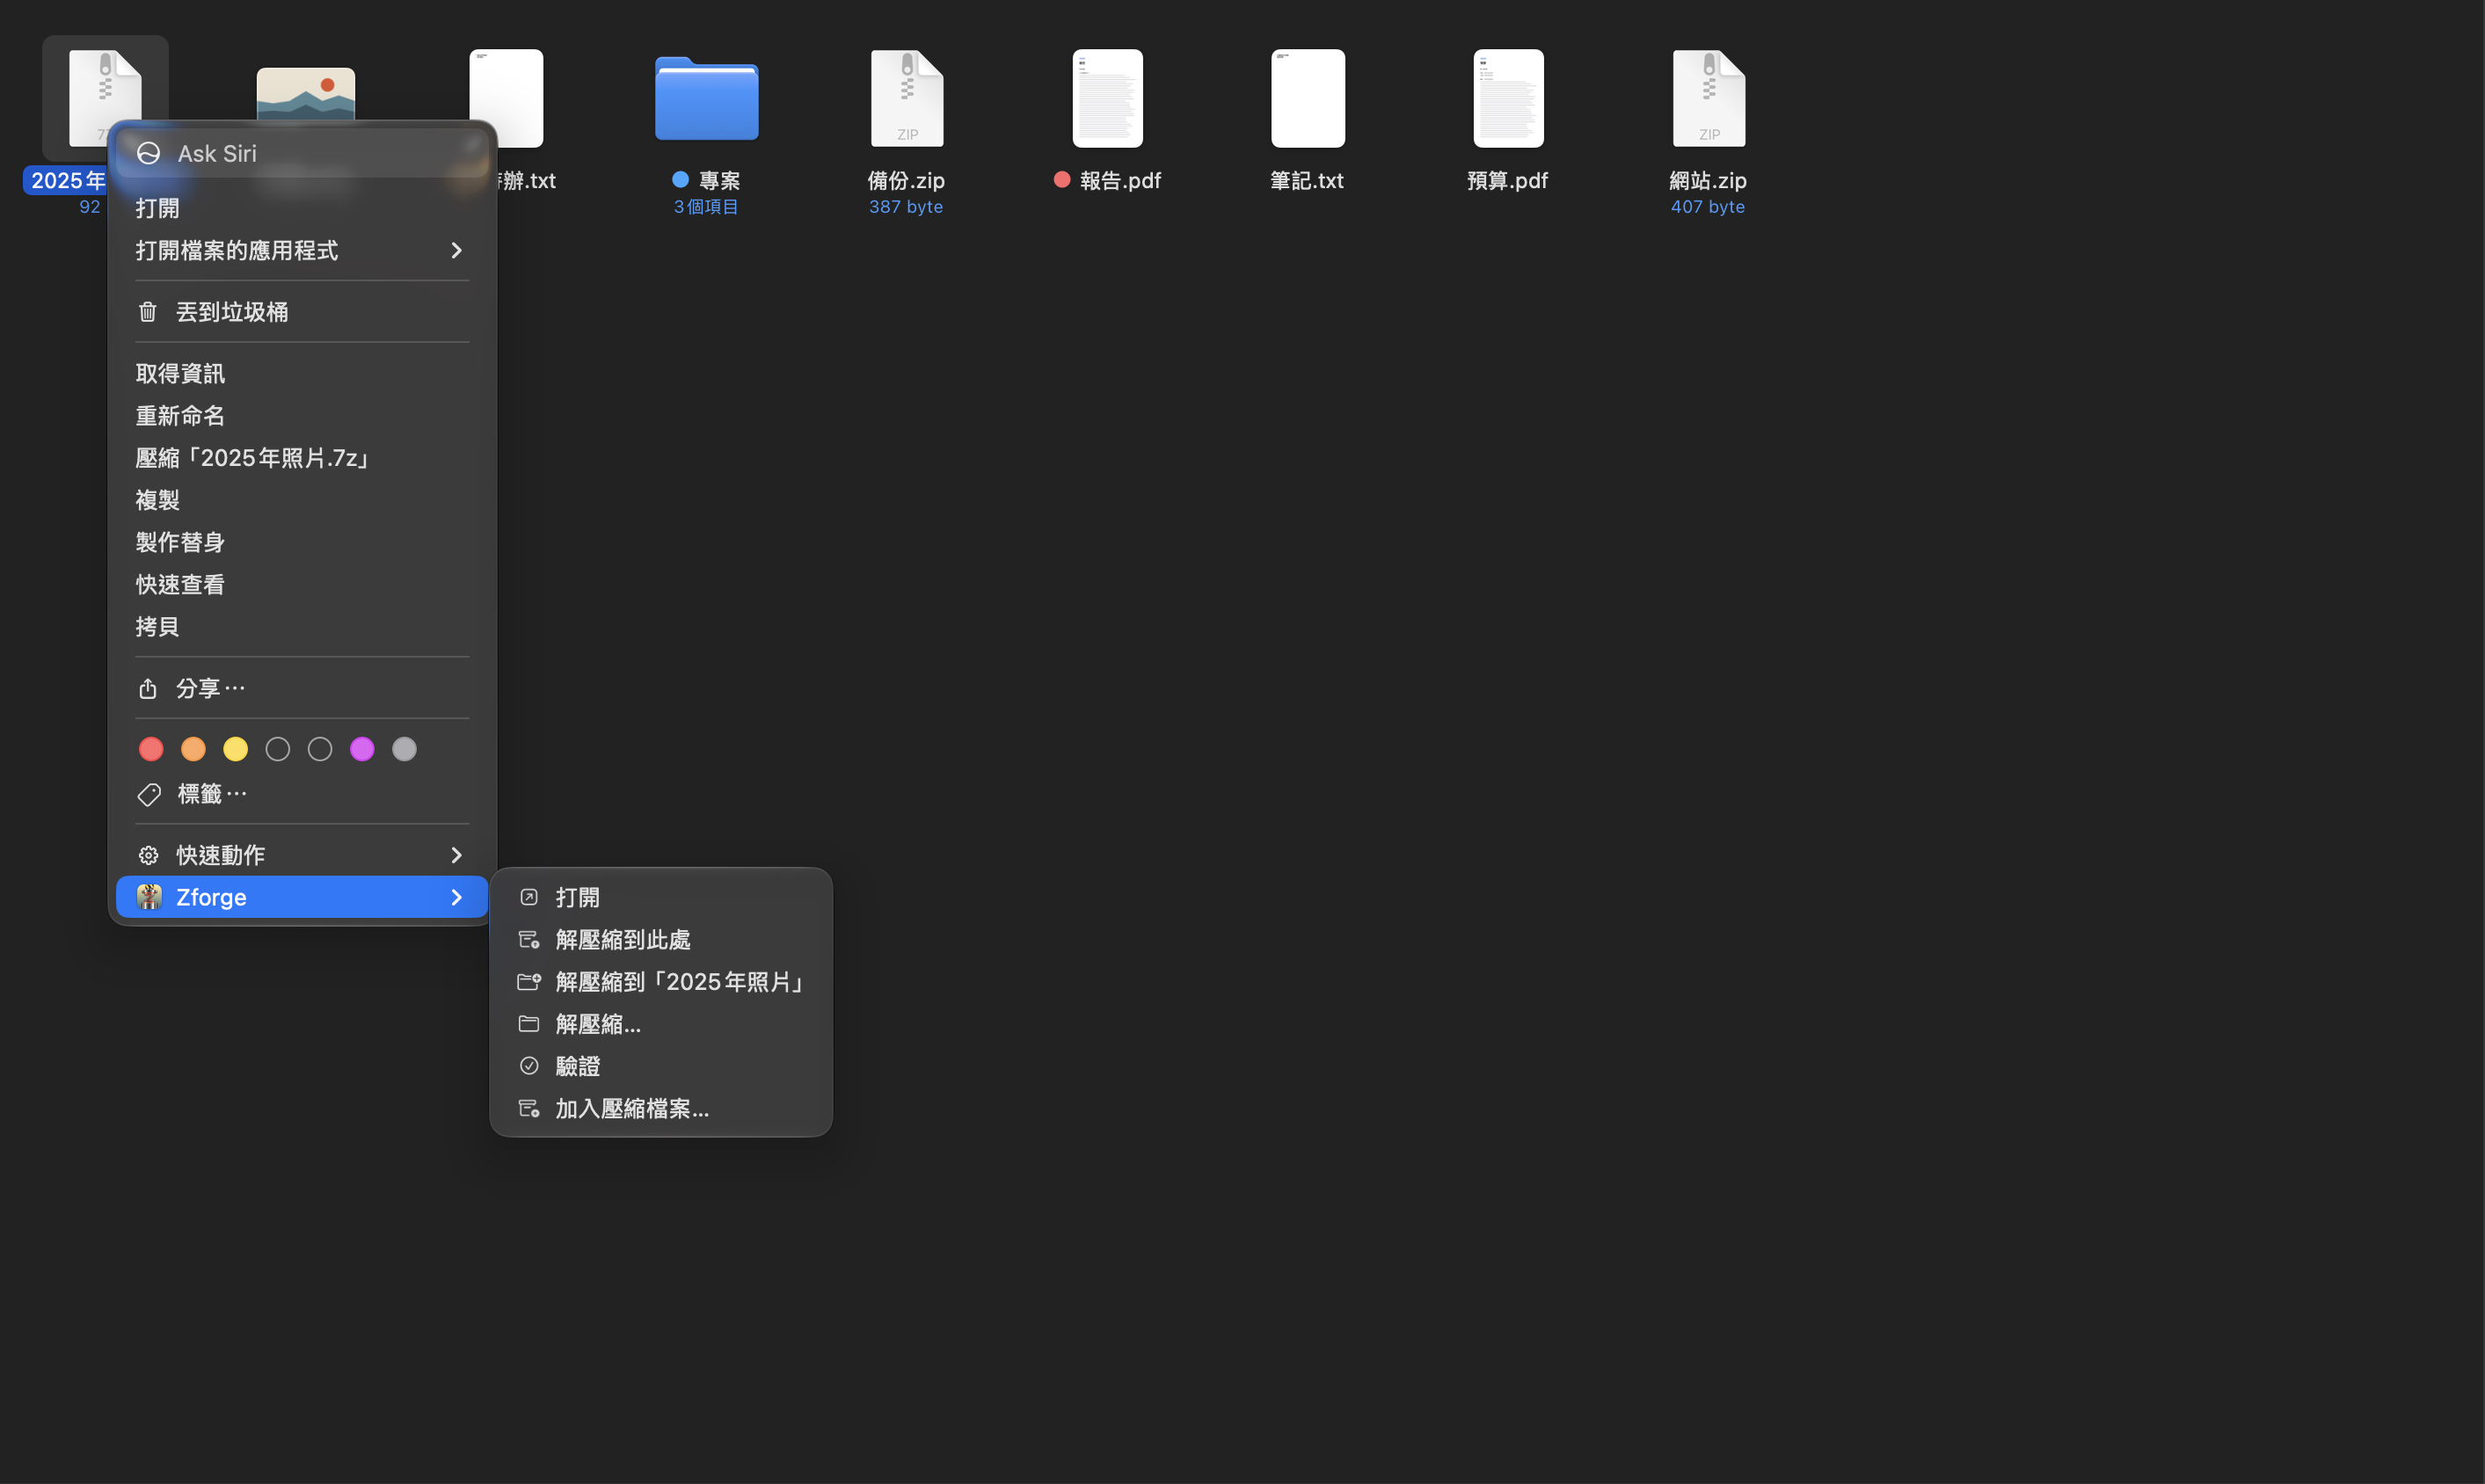 ZIP
ZIP
2025年
92
待辦.txt
專案
3個項目
備份.zip
387 byte
報告.pdf
筆記.txt
預算.pdf
網站.zip
407 byte
Ask Siri
打開
打開檔案的應用程式
丟到垃圾桶
取得資訊
重新命名
壓縮「2025年照片.7z」
複製
製作替身
快速查看
拷貝
分享⋯
標籤⋯
快速動作
Zforge
打開
解壓縮到此處
解壓縮到「2025年照片」
解壓縮...
驗證
加入壓縮檔案...